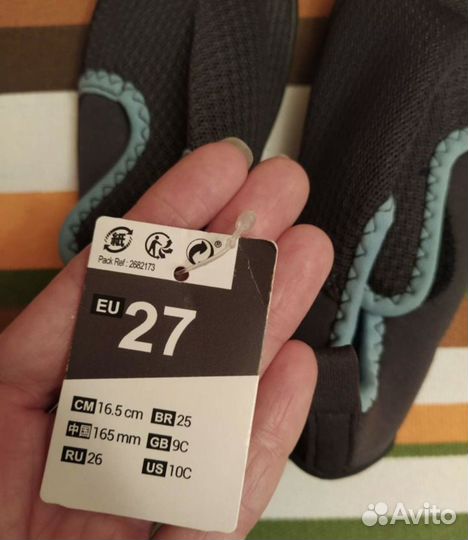 紙
Pack Ref : 2682173
EU 27
CM 16.5 cm BR 25
中国 165 mm GB 9C
RU 26 US 10C
Avito